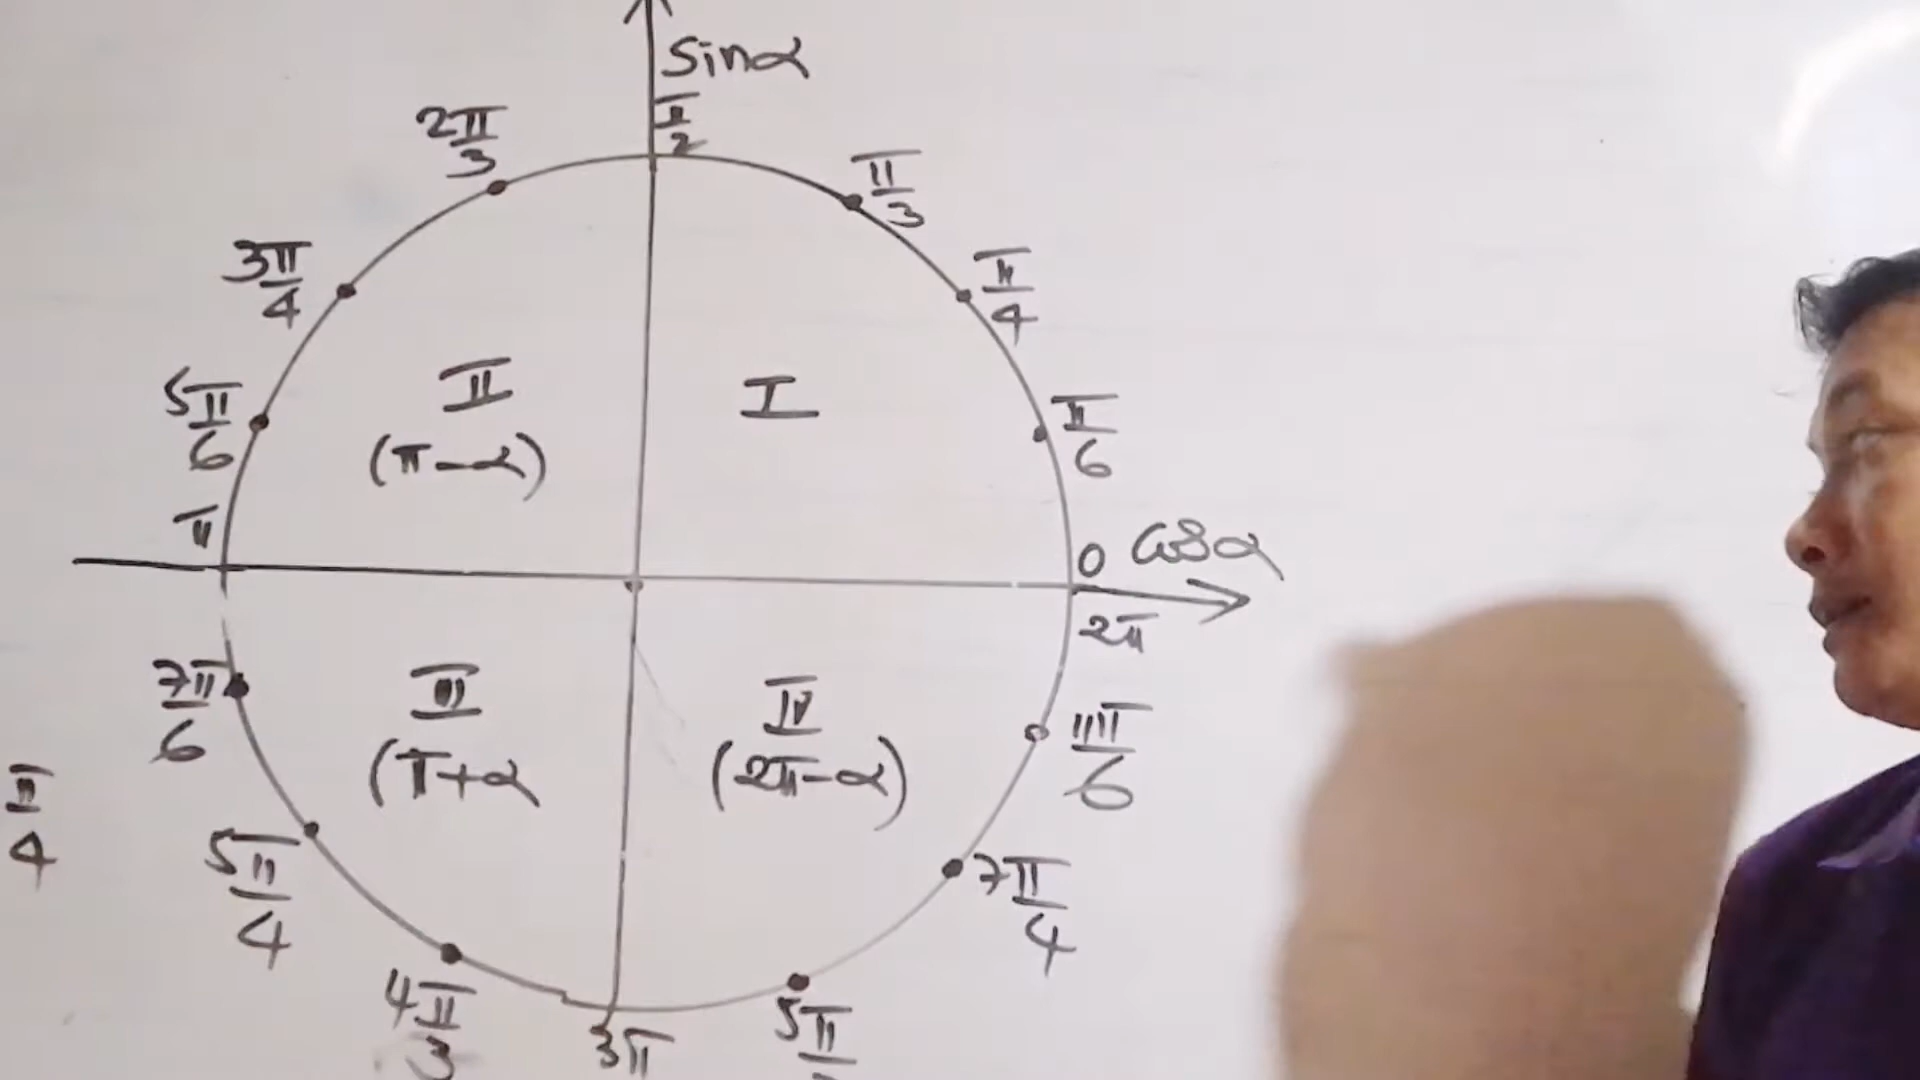 sinα
π/2
2π/3
π/3
3π/4
π/4
5π/6
II
I
π/6
(π-α)
π
0 cosα
2π
7π/6
III
IV
11π/6
(π+α
(2π-α)
π/4
5π/4
7π/4
4π/3
3π
5π